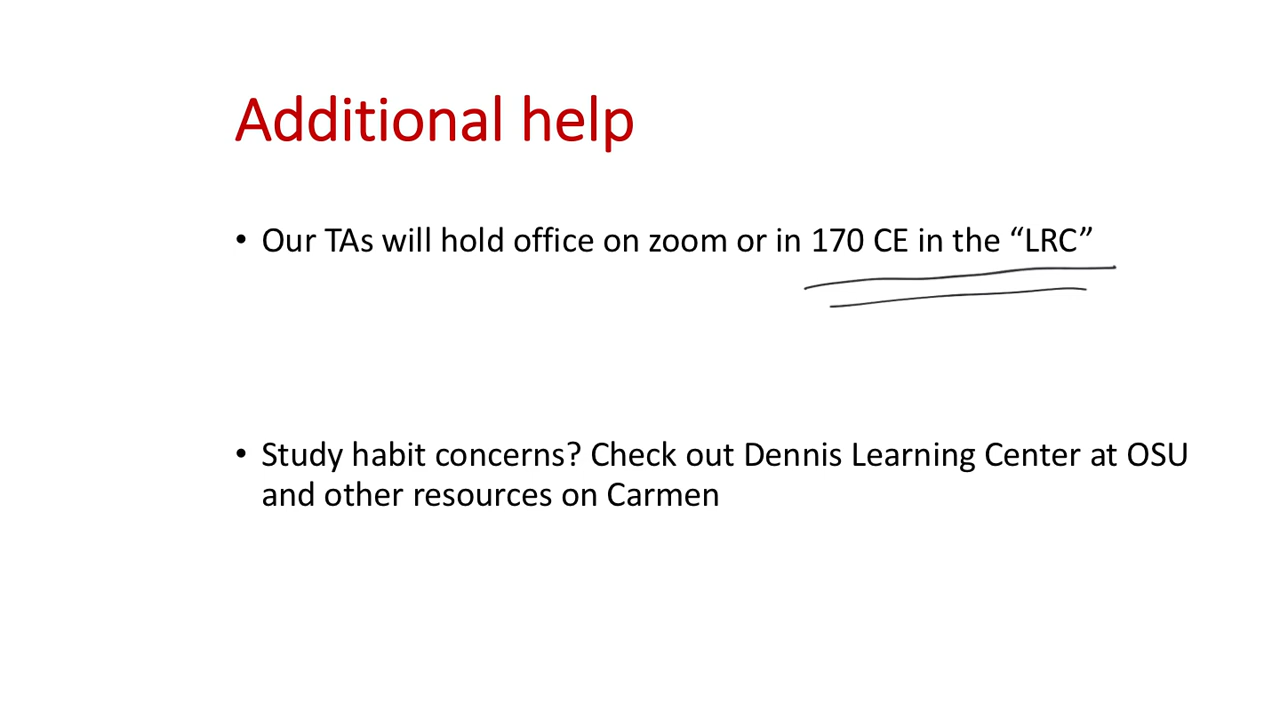 Additional help
• Our TAs will hold office on zoom or in 170 CE in the “LRC”
• Study habit concerns? Check out Dennis Learning Center at OSU
and other resources on Carmen